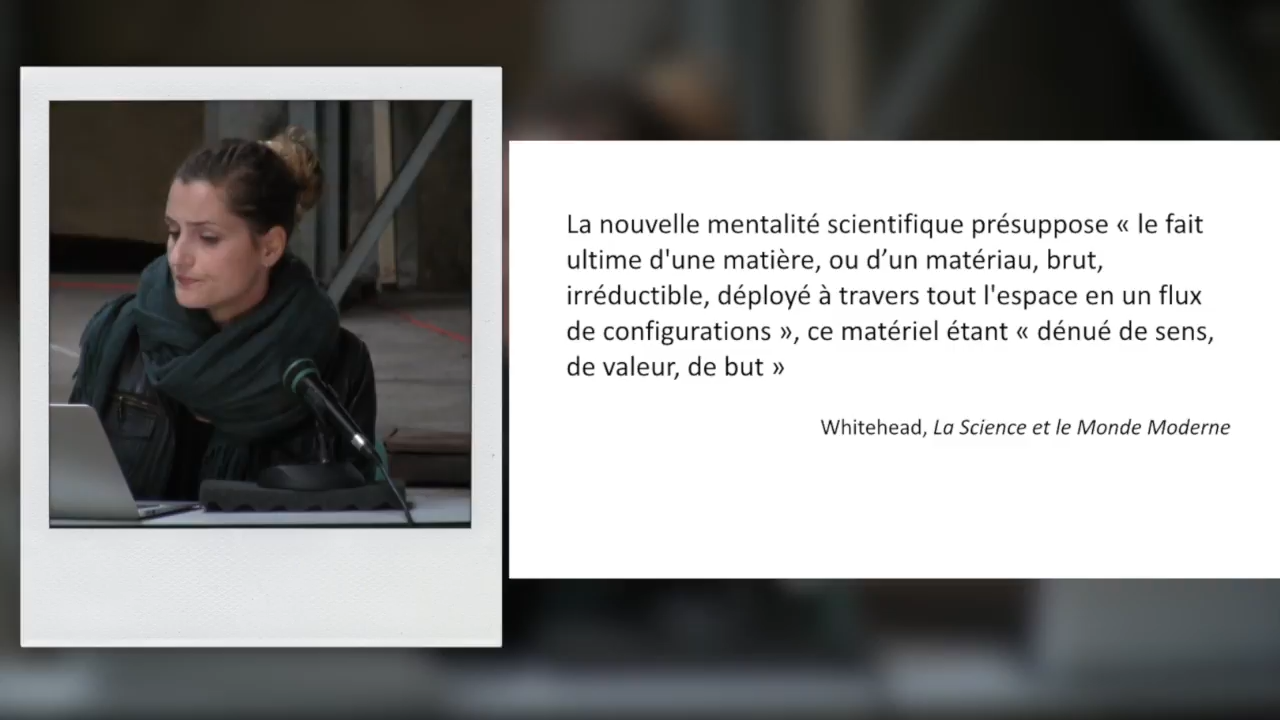 La nouvelle mentalité scientifique présuppose « le fait
ultime d'une matière, ou d’un matériau, brut,
irréductible, déployé à travers tout l'espace en un flux
de configurations », ce matériel étant « dénué de sens,
de valeur, de but »
Whitehead, La Science et le Monde Moderne